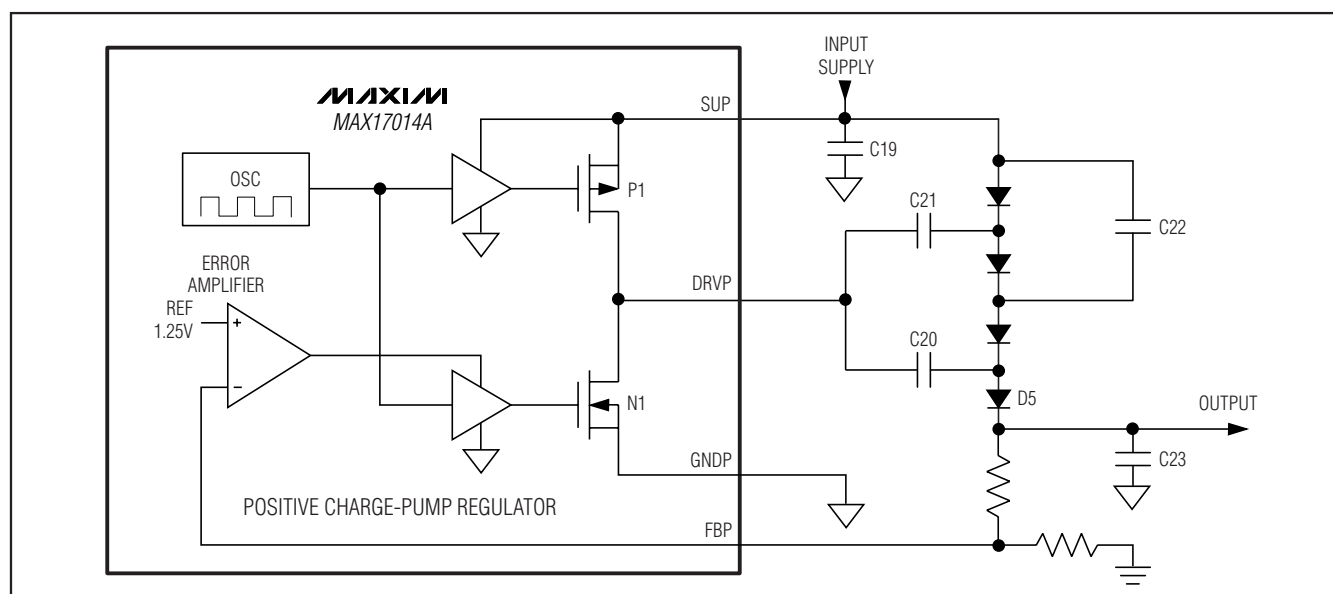 INPUT
SUPPLY
MAXIM
MAX17014A
SUP
C19
OSC
P1
C21
C22
ERROR
AMPLIFIER
REF
1.25V
+
−
DRVP
C20
N1
D5
OUTPUT
GNDP
C23
POSITIVE CHARGE-PUMP REGULATOR
FBP